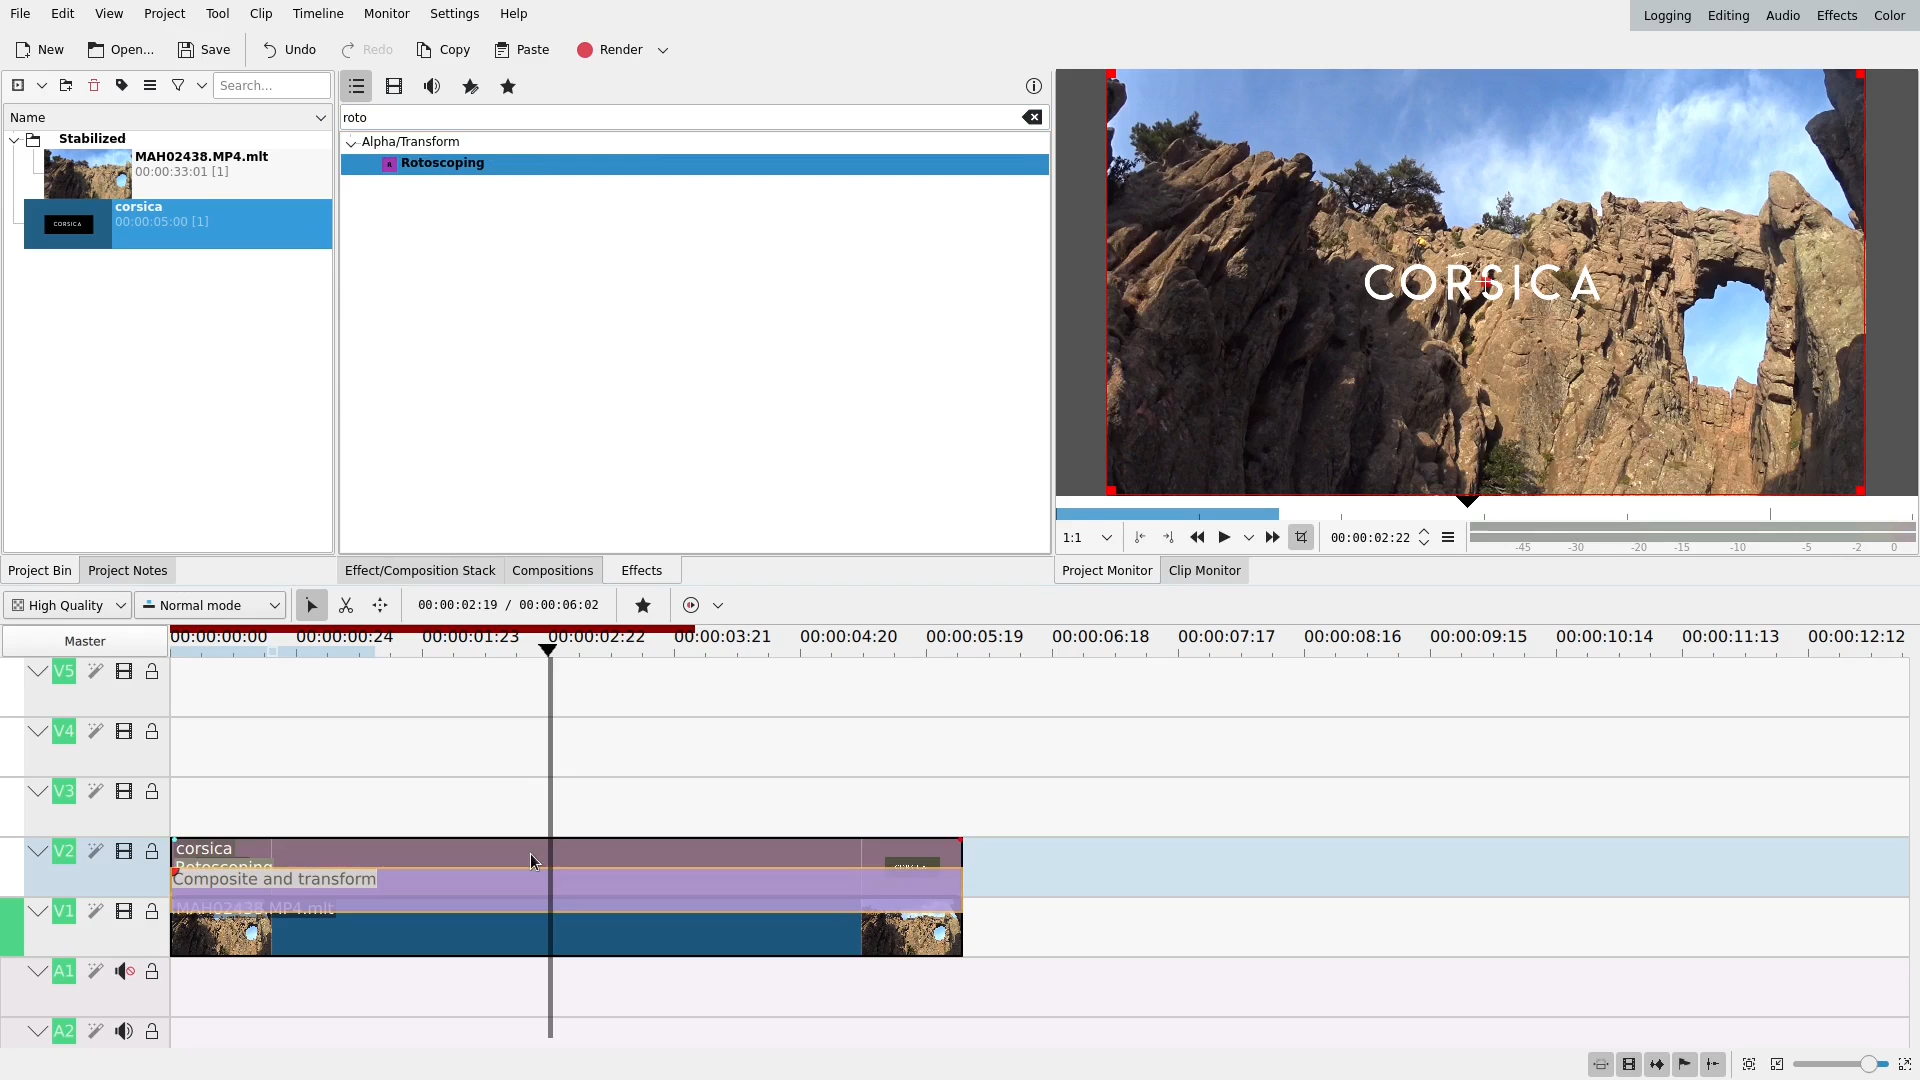 File Edit View Project Tool Clip Timeline Monitor Settings Help
Logging Editing Audio Effects Color
New Open... Save Undo Redo Copy Paste Render
Search...
Name
Stabilized
MAH02438.MP4.mlt
00:00:33:01 [1]
CORSICA
corsica
00:00:05:00 [1]
roto
Alpha/Transform
R Rotoscoping
CORSICA
1:1 00:00:02:22
-45 -30 -20 -15 -10 -5 -2 0
Project Bin Project Notes
Effect/Composition Stack Compositions Effects
Project Monitor Clip Monitor
High Quality Normal mode 00:00:02:19 / 00:00:06:02
Master
00:00:00:00 00:00:00:24 00:00:01:23 00:00:02:22 00:00:03:21 00:00:04:20 00:00:05:19 00:00:06:18 00:00:07:17 00:00:08:16 00:00:09:15 00:00:10:14 00:00:11:13 00:00:12:12
V5
V4
V3
V2
corsica
Rotoscoping
Composite and transform
V1
MAH02438.MP4.mlt
A1
A2